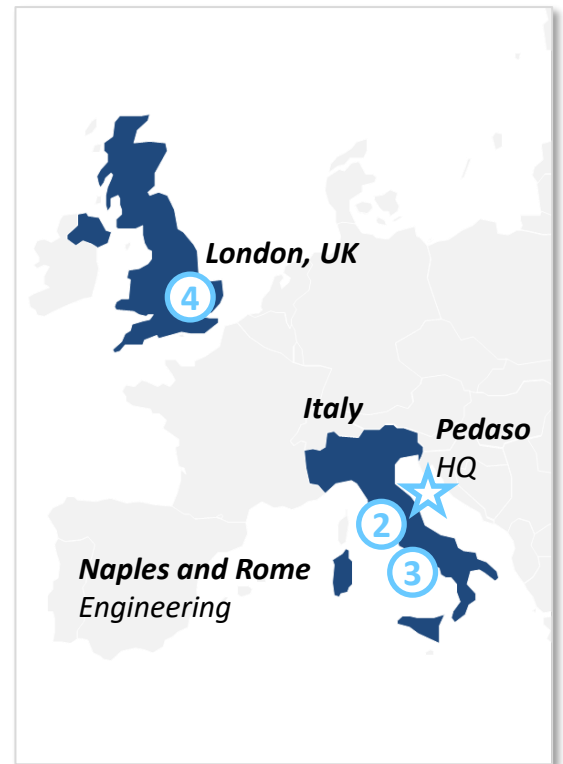 London, UK
4
Italy
Pedaso
HQ
2
3
Naples and Rome
Engineering